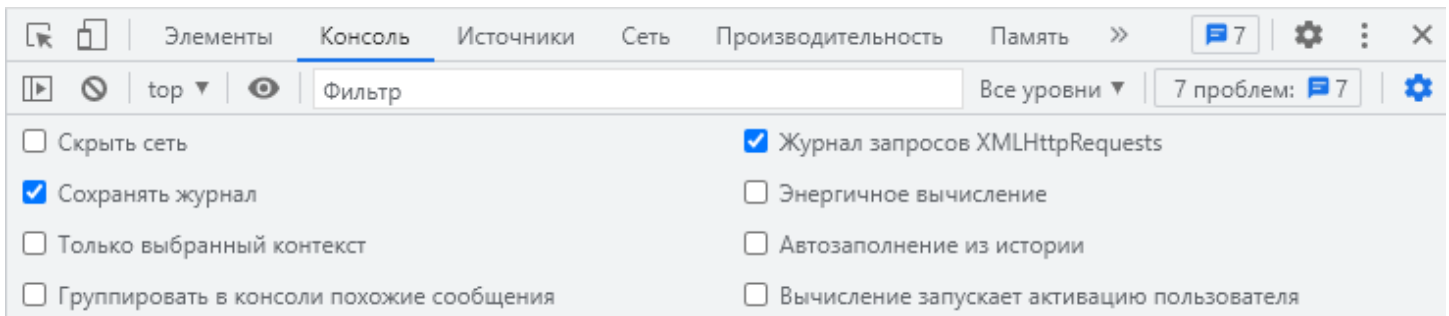 Элементы Консоль Источники Сеть Производительность Память » 7
top ▼ Фильтр Все уровни ▼ 7 проблем: 7
Скрыть сеть Журнал запросов XMLHttpRequests
Сохранять журнал Энергичное вычисление
Только выбранный контекст Автозаполнение из истории
Группировать в консоли похожие сообщения Вычисление запускает активацию пользователя